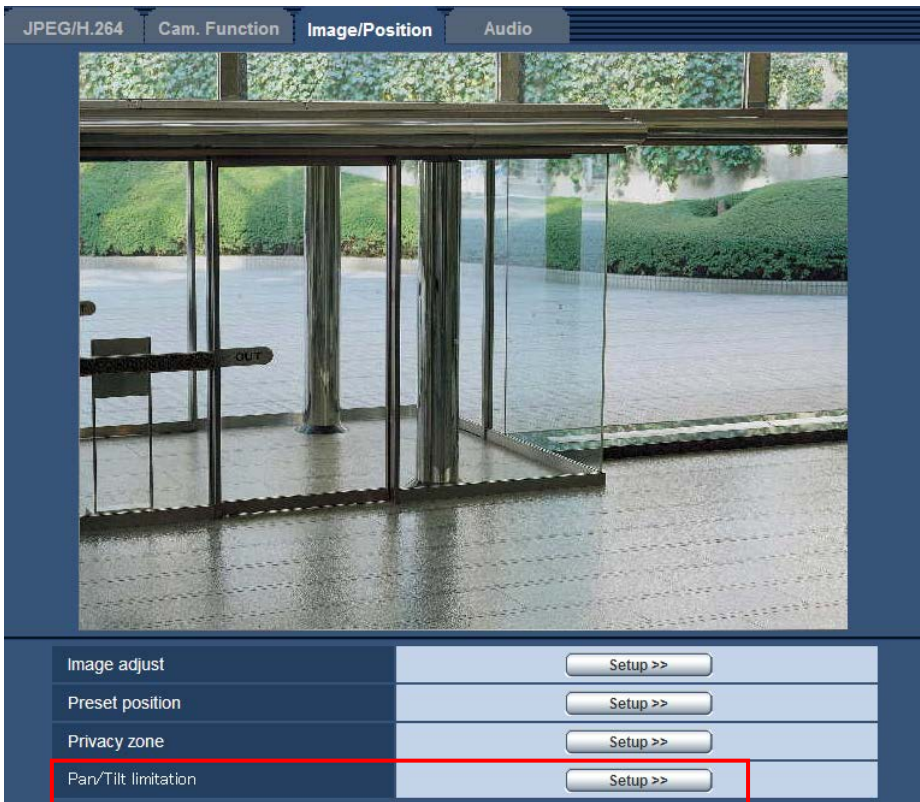 JPEG/H.264 Cam. Function Image/Position Audio
OUT
Image adjust Setup >>
Preset position Setup >>
Privacy zone Setup >>
Pan/Tilt limitation Setup >>